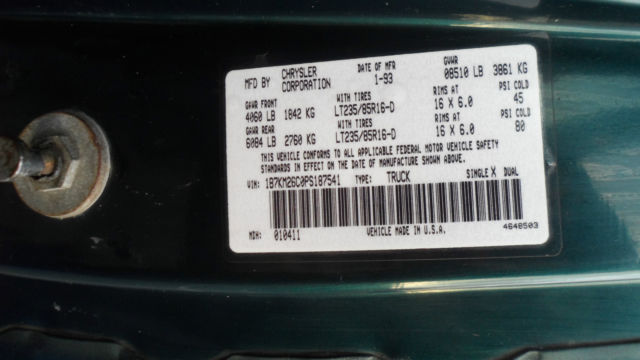 MFD BY CHRYSLER CORPORATION DATE OF MFR 1-93 GVWR 08510 LB 3861 KG
GAWR FRONT WITH TIRES RIMS AT PSI COLD
4060 LB 1842 KG LT235/85R16-D 16 X 6.0 45
GAWR REAR WITH TIRES RIMS AT PSI COLD
6084 LB 2760 KG LT235/85R16-D 16 X 6.0 80
THIS VEHICLE CONFORMS TO ALL APPLICABLE FEDERAL MOTOR VEHICLE SAFETY
STANDARDS IN EFFECT ON THE DATE OF MANUFACTURE SHOWN ABOVE.
VIN: 1B7KM26C0PS187541 TYPE: TRUCK SINGLE X DUAL
MDH: 010411 VEHICLE MADE IN U.S.A. 4648503